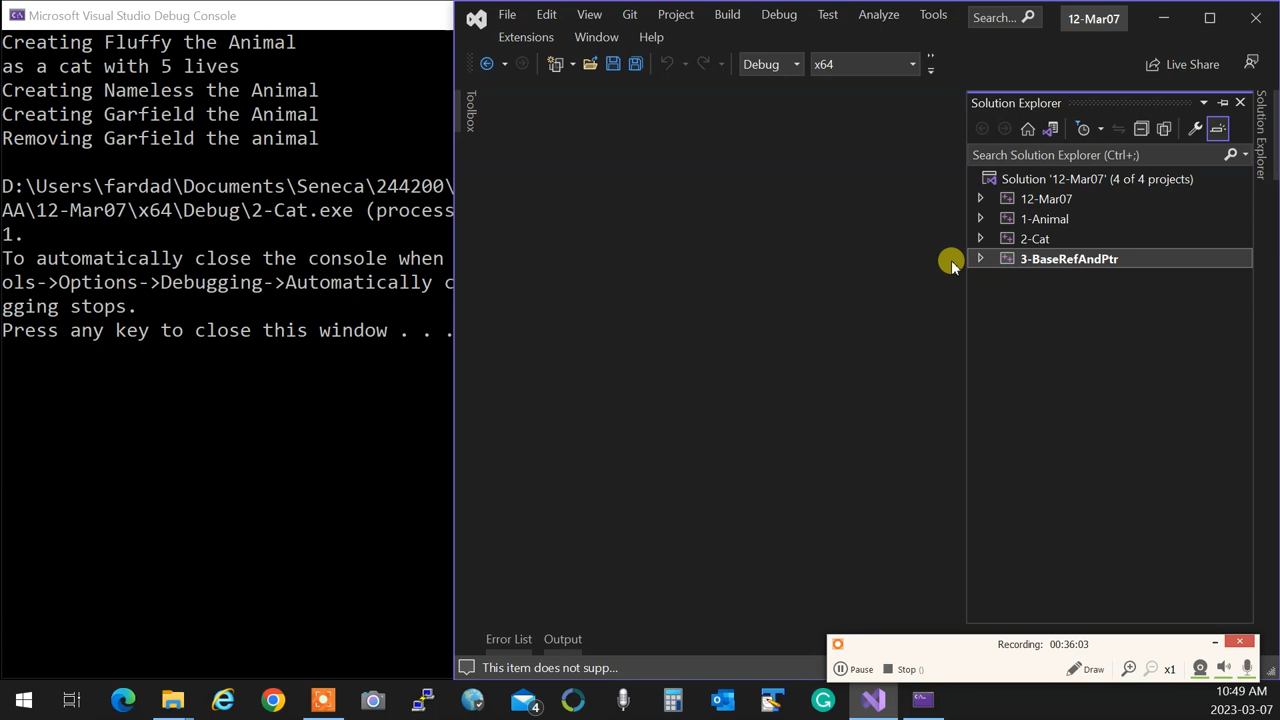 Microsoft Visual Studio Debug Console
Creating Fluffy the Animal
as a cat with 5 lives
Creating Nameless the Animal
Creating Garfield the Animal
Removing Garfield the animal
D:\Users\fardad\Documents\Seneca\244200\
AA\12-Mar07\x64\Debug\2-Cat.exe (process
1.
To automatically close the console when
ols->Options->Debugging->Automatically c
gging stops.
Press any key to close this window . . .
File Edit View Git Project Build Debug Test Analyze Tools
Search...
12-Mar07
Extensions Window Help
Debug
x64
Live Share
Toolbox
Solution Explorer
Search Solution Explorer (Ctrl+;)
Solution '12-Mar07' (4 of 4 projects)
12-Mar07
1-Animal
2-Cat
3-BaseRefAndPtr
Solution Explorer
Error List Output
This item does not supp...
Recording: 00:36:03
Pause
Stop ()
Draw
x1
4
10:49 AM
2023-03-07